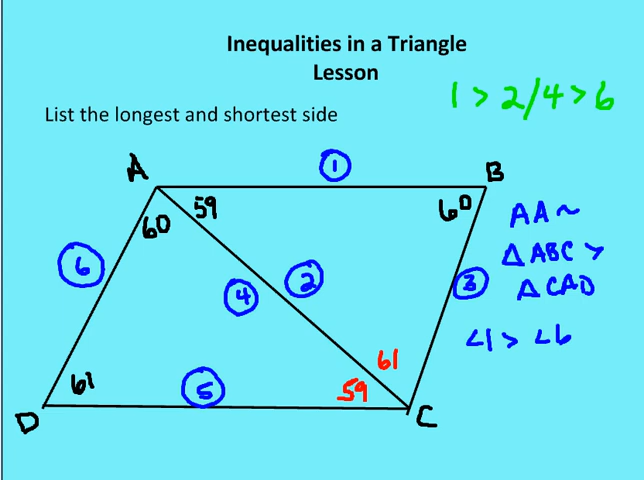 Inequalities in a Triangle
Lesson
1 > 2/4 > 6
List the longest and shortest side
A
1
B
59
60
60
AA ~
6
△ABC >
4
2
3
△CAD
∠1 > ∠6
61
61
5
59
D
C